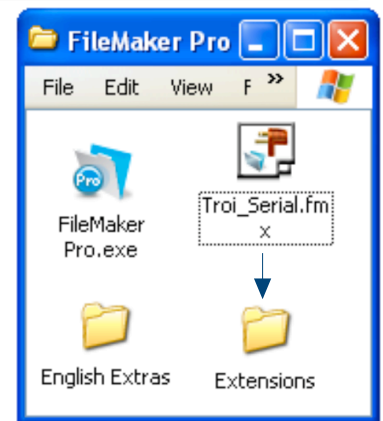 FileMaker Pro
File Edit View F »
Pro
FileMaker
Pro.exe
Troi_Serial.fm
x
English Extras
Extensions